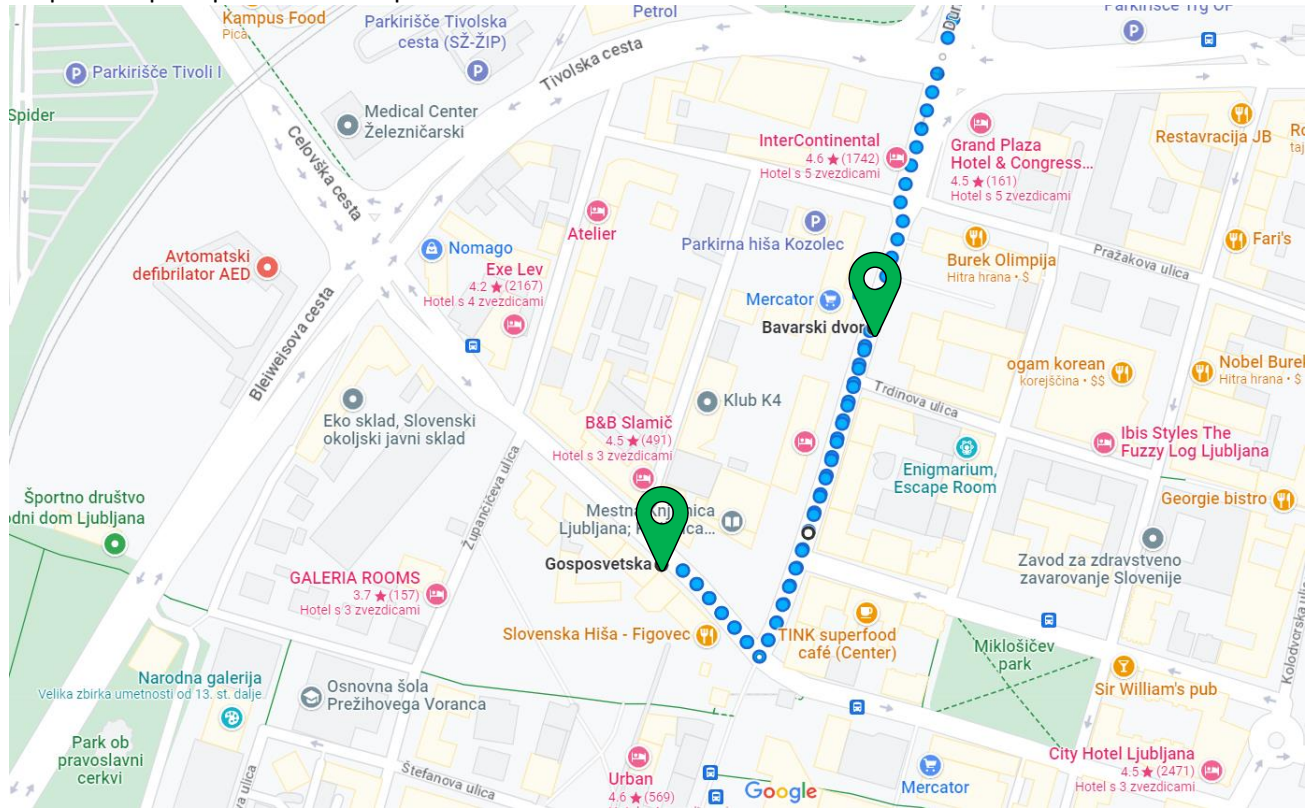 Kampus Food
Pica
Parkirišče Tivolska
cesta (SŽ-ŽIP)
Petrol
Parkirišče Trg OF
Parkirišče Tivoli I
Tivolska cesta
Spider
Medical Center
Železničarski
Celovška cesta
InterContinental
4.6 ★ (1742)
Hotel s 5 zvezdicami
Grand Plaza
Hotel & Congress...
4.5 ★ (161)
Hotel s 5 zvezdicami
Restavracija JB
Atelier
Nomago
Parkirna hiša Kozolec
Burek Olimpija
Hitra hrana • $
Fari's
Pražakova ulica
Avtomatski
defibrilator AED
Exe Lev
4.2 ★ (2167)
Hotel s 4 zvezdicami
Mercator
Bavarski dvor
Bleiweisova cesta
ogam korean
korejščina • $$
Nobel Burek
Hitra hrana • $
Trdinova ulica
Klub K4
Eko sklad, Slovenski
okoljski javni sklad
B&B Slamič
4.5 ★ (491)
Hotel s 3 zvezdicami
Ibis Styles The
Fuzzy Log Ljubljana
Enigmarium,
Escape Room
Župančičeva ulica
Športno društvo
odni dom Ljubljana
Georgie bistro
Mestna Knjižnica
Ljubljana;
Gosposvetska
Zavod za zdravstveno
zavarovanje Slovenije
GALERIA ROOMS
3.7 ★ (157)
Hotel s 3 zvezdicami
Slovenska Hiša - Figovec
TINK superfood
café (Center)
Miklošičev
park
Kolodvorska ulica
Narodna galerija
Velika zbirka umetnosti od 13. st. dalje.
Osnovna šola
Prežihovega Voranca
Sir William's pub
Park ob
pravoslavni
cerkvi
Štefanova ulica
Urban
4.6 ★ (569)
Google
Mercator
City Hotel Ljubljana
4.5 ★ (2471)
Hotel s 3 zvezdicami